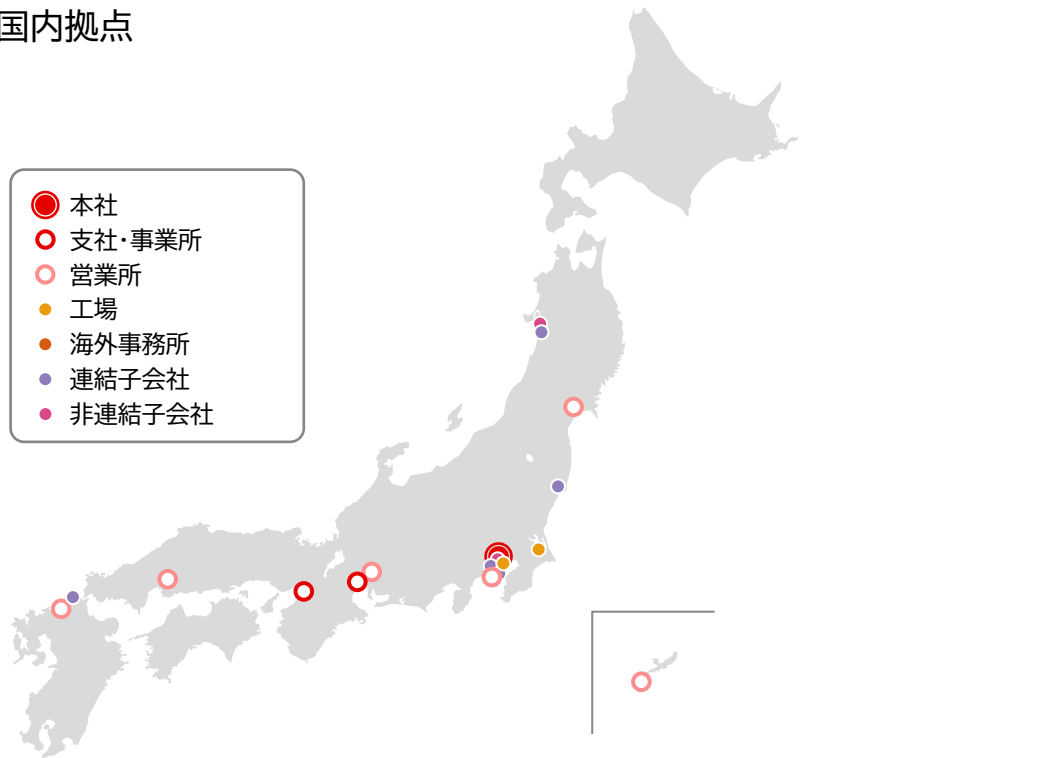 国内拠点
本社
支社・事業所
営業所
工場
海外事務所
連結子会社
非連結子会社